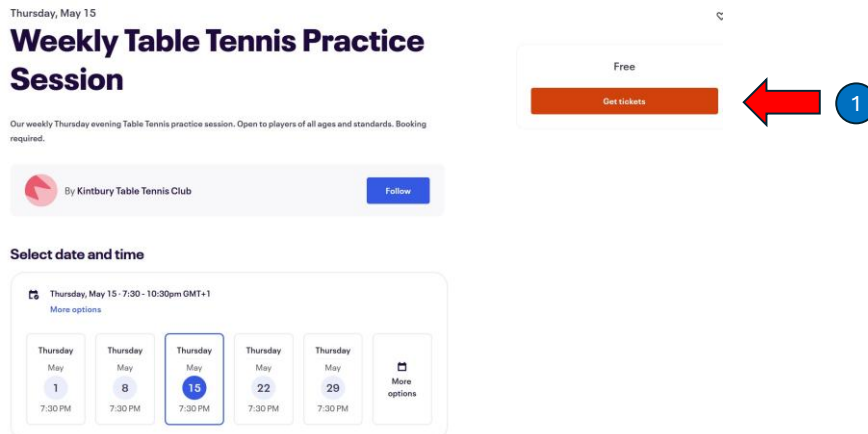 Thursday, May 15
Weekly Table Tennis Practice
Session
Our weekly Thursday evening Table Tennis practice session. Open to players of all ages and standards. Booking
required.
By Kintbury Table Tennis Club
Follow
Free
Get tickets
1
Select date and time
Thursday, May 15 · 7:30 - 10:30pm GMT+1
More options
Thursday Thursday Thursday Thursday Thursday
May May May May May
1 8 15 22 29
7:30 PM 7:30 PM 7:30 PM 7:30 PM 7:30 PM
More
options